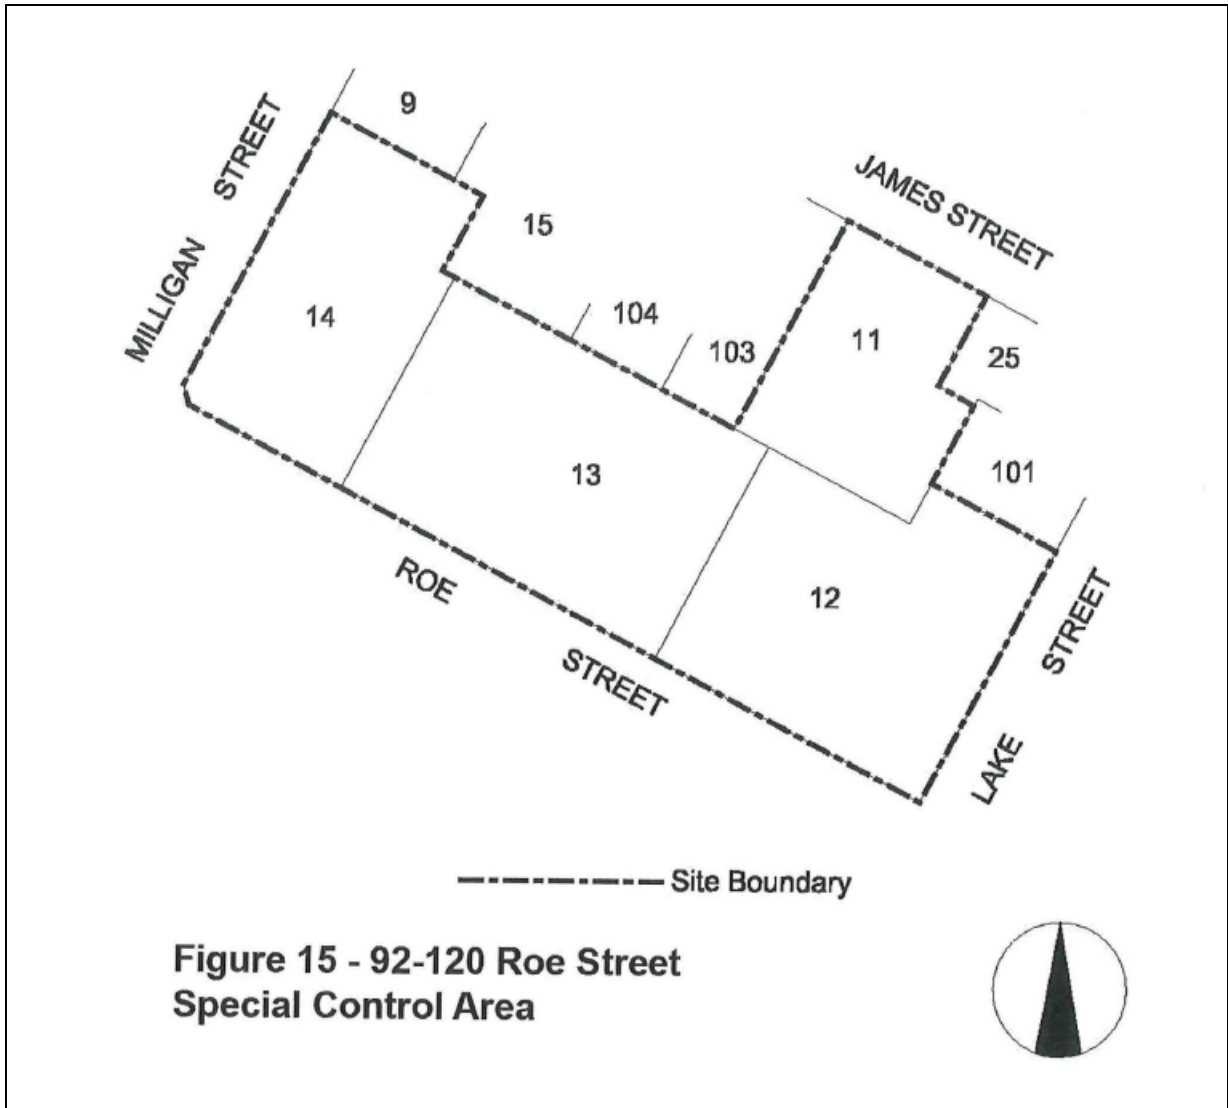 9
MILLIGAN STREET
15
JAMES STREET
14
104
103
11
25
13
101
12
ROE STREET
LAKE STREET
Site Boundary
Figure 15 - 92-120 Roe Street
Special Control Area